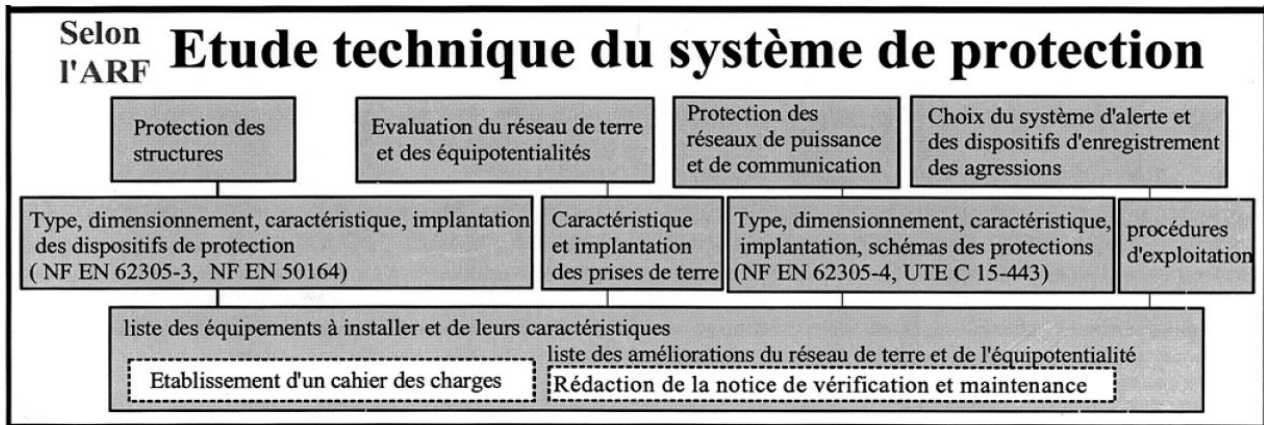 Selon
l'ARF
Etude technique du système de protection
Protection des
structures
Evaluation du réseau de terre
et des équipotentialités
Protection des
réseaux de puissance
et de communication
Choix du système d'alerte et
des dispositifs d'enregistrement
des agressions
Type, dimensionnement, caractéristique, implantation
des dispositifs de protection
( NF EN 62305-3, NF EN 50164)
Caractéristique
et implantation
des prises de terre
Type, dimensionnement, caractéristique,
implantation, schémas des protections
(NF EN 62305-4, UTE C 15-443)
procédures
d'exploitation
liste des équipements à installer et de leurs caractéristiques
liste des améliorations du réseau de terre et de l'équipotentialité
Etablissement d'un cahier des charges
Rédaction de la notice de vérification et maintenance